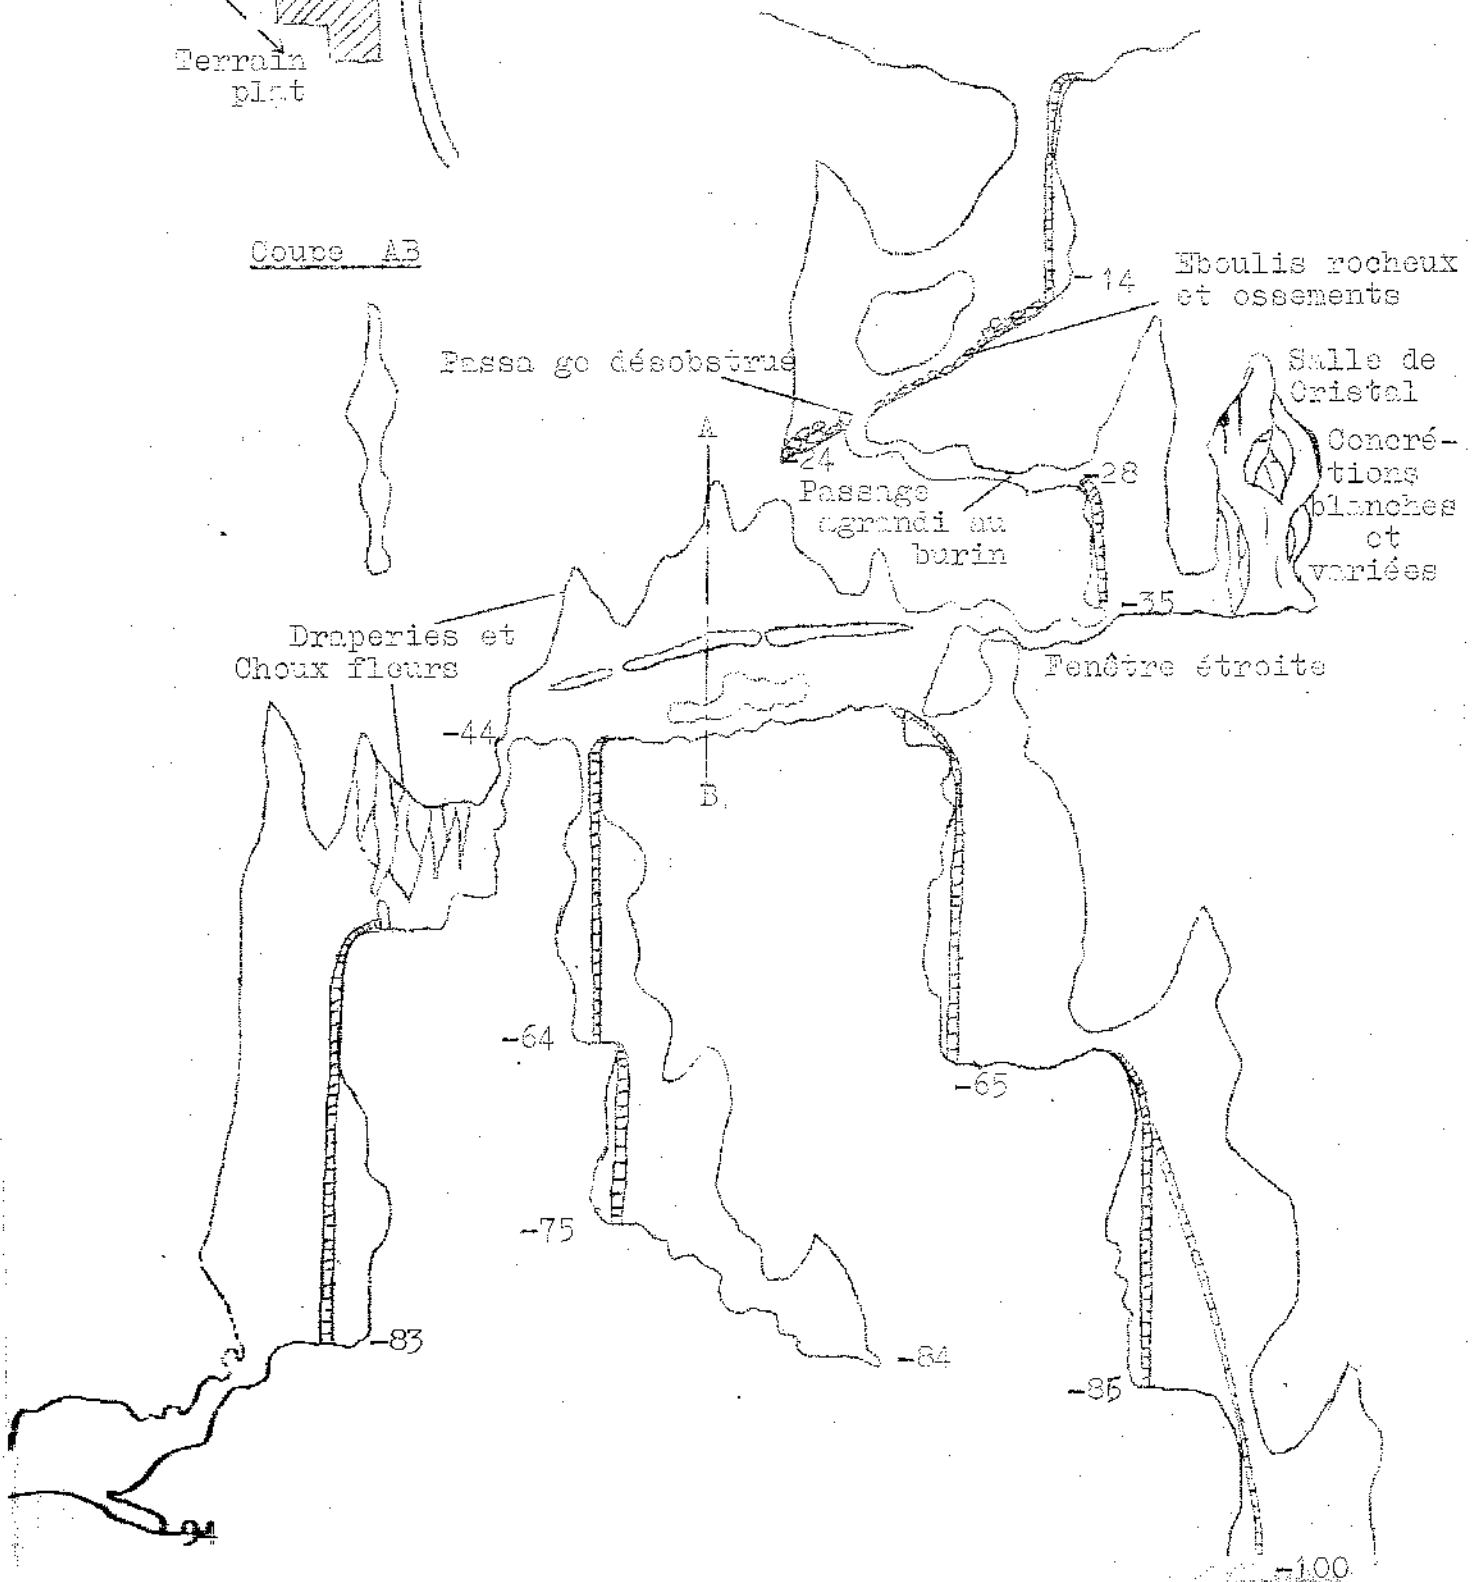 Terrain
plat
Coupe AB
-14
Eboulis rocheux
et ossements
Passa ge désobstrué
Salle de
Cristal
A
Concré-
tions
blanches
et
variées
-24
-28
Passage
agrandi au
burin
-35
Draperies et
Choux fleurs
Fenêtre étroite
-44
B
-64
-65
-75
-83
-84
-85
-94
-100